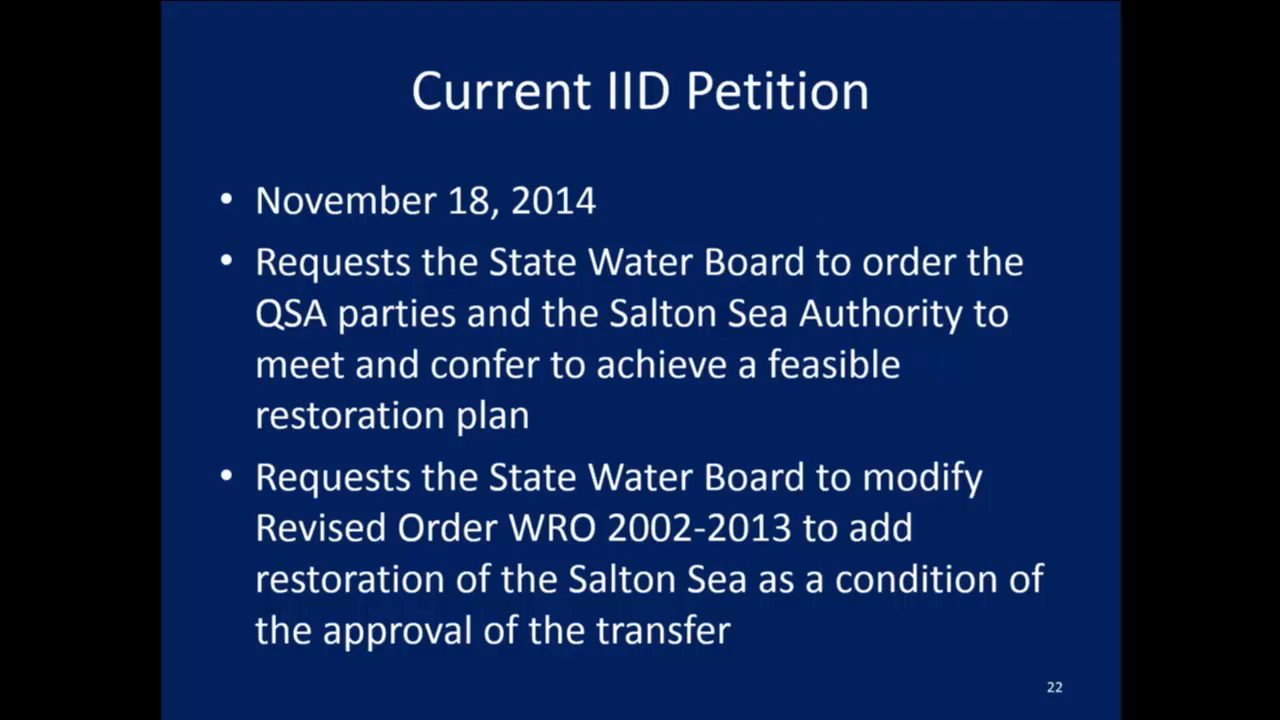 Current IID Petition
• November 18, 2014
• Requests the State Water Board to order the
QSA parties and the Salton Sea Authority to
meet and confer to achieve a feasible
restoration plan
• Requests the State Water Board to modify
Revised Order WRO 2002-2013 to add
restoration of the Salton Sea as a condition of
the approval of the transfer
22